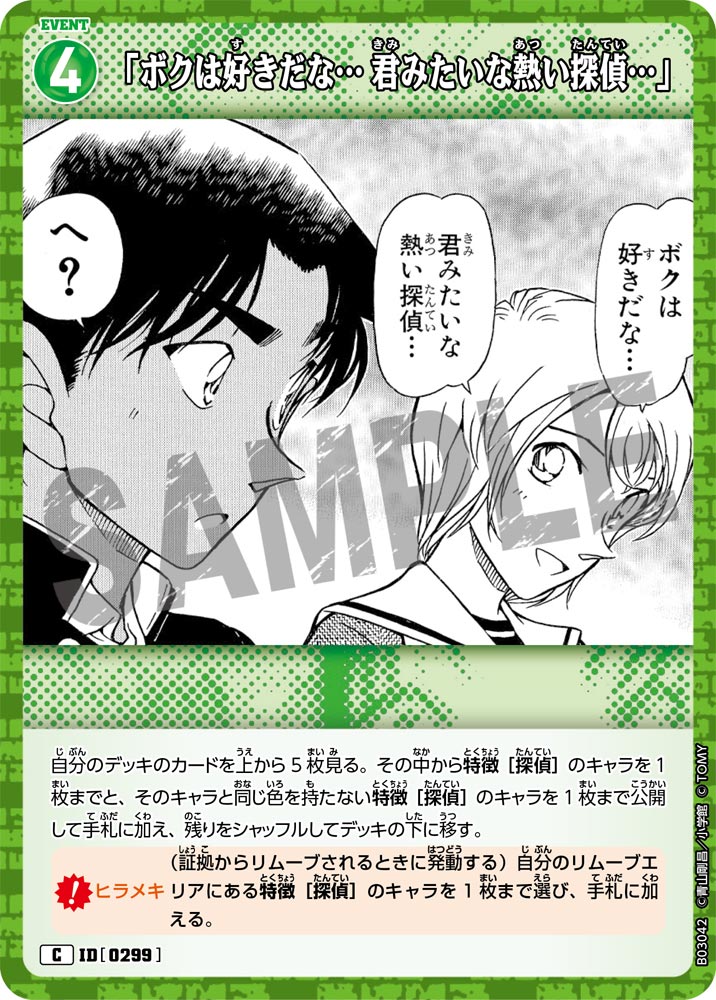 EVENT
4
「ボクは好きだな… 君みたいな熱い探偵…」
ボクは
好きだな…
君みたいな
熱い探偵…
へ?
SAMPLE
自分のデッキのカードを上から5枚見る。その中から特徴［探偵］のキャラを1
枚までと、そのキャラと同じ色を持たない特徴［探偵］のキャラを1枚まで公開
して手札に加え、残りをシャッフルしてデッキの下に移す。
ヒラメキ
（証拠からリムーブされるときに発動する）自分のリムーブエ
リアにある特徴［探偵］のキャラを1枚まで選び、手札に加
える。
C ID[0299]
B03042 ©青山剛昌／小学館 © TOMY